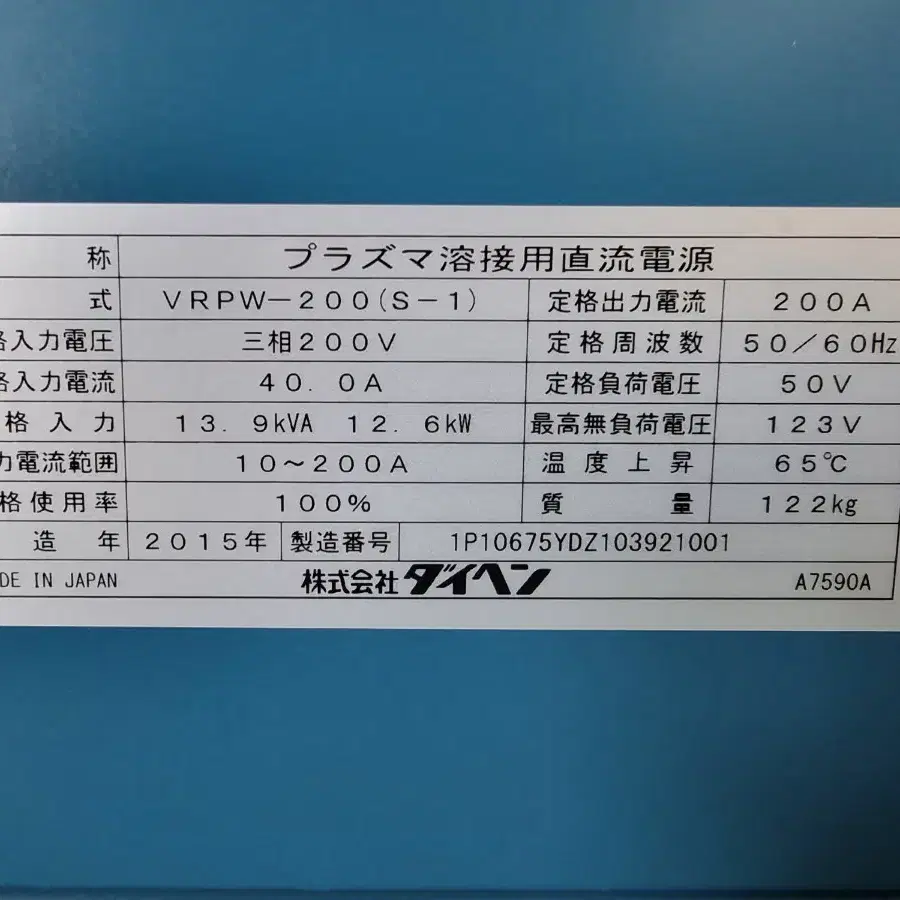 称 プラズマ溶接用直流電源
式 VRPW-200(S-1) 定格出力電流 200A
格入力電圧 三相200V 定格周波数 50/60Hz
格入力電流 40.0A 定格負荷電圧 50V
格入力 13.9kVA 12.6kW 最高無負荷電圧 123V
力電流範囲 10~200A 温度上昇 65℃
格使用率 100% 質量 122kg
造年 2015年 製造番号 1P10675YDZ103921001
DE IN JAPAN 株式会社ダイヘン A7590A